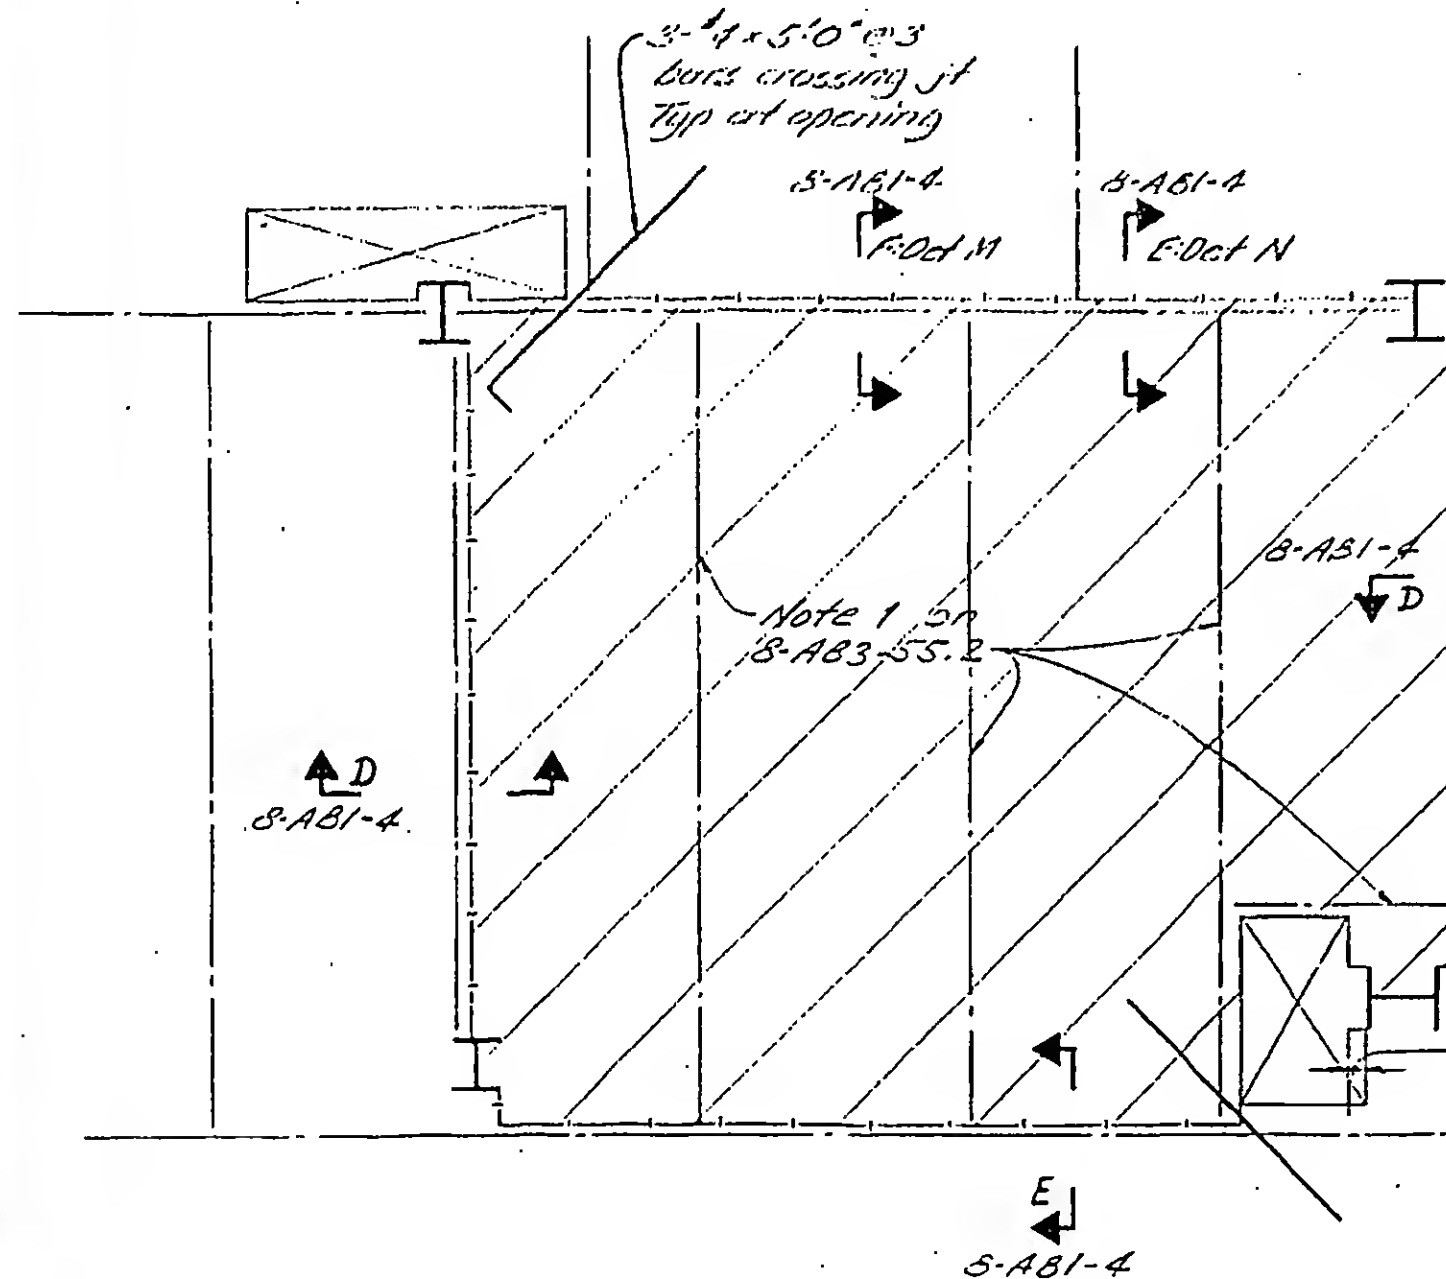 3-#4 x 5'0" @ 3
bars crossing jt
Typ at opening
8-AB1-4
8-AB1-4
F:Det M
E:Det N
8-AB1-4
D
Note 1 on
8-AB3-55.2
D
8-AB1-4
E
8-AB1-4